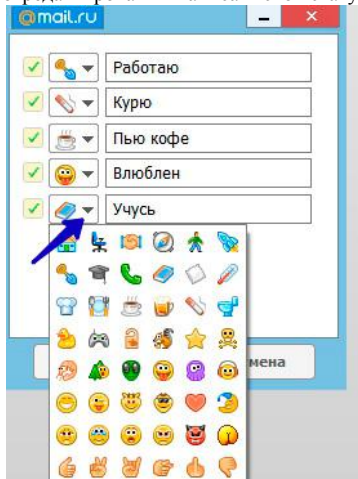 @mail.ru
Работаю
Курю
Пью кофе
Влюблен
Учусь
мена